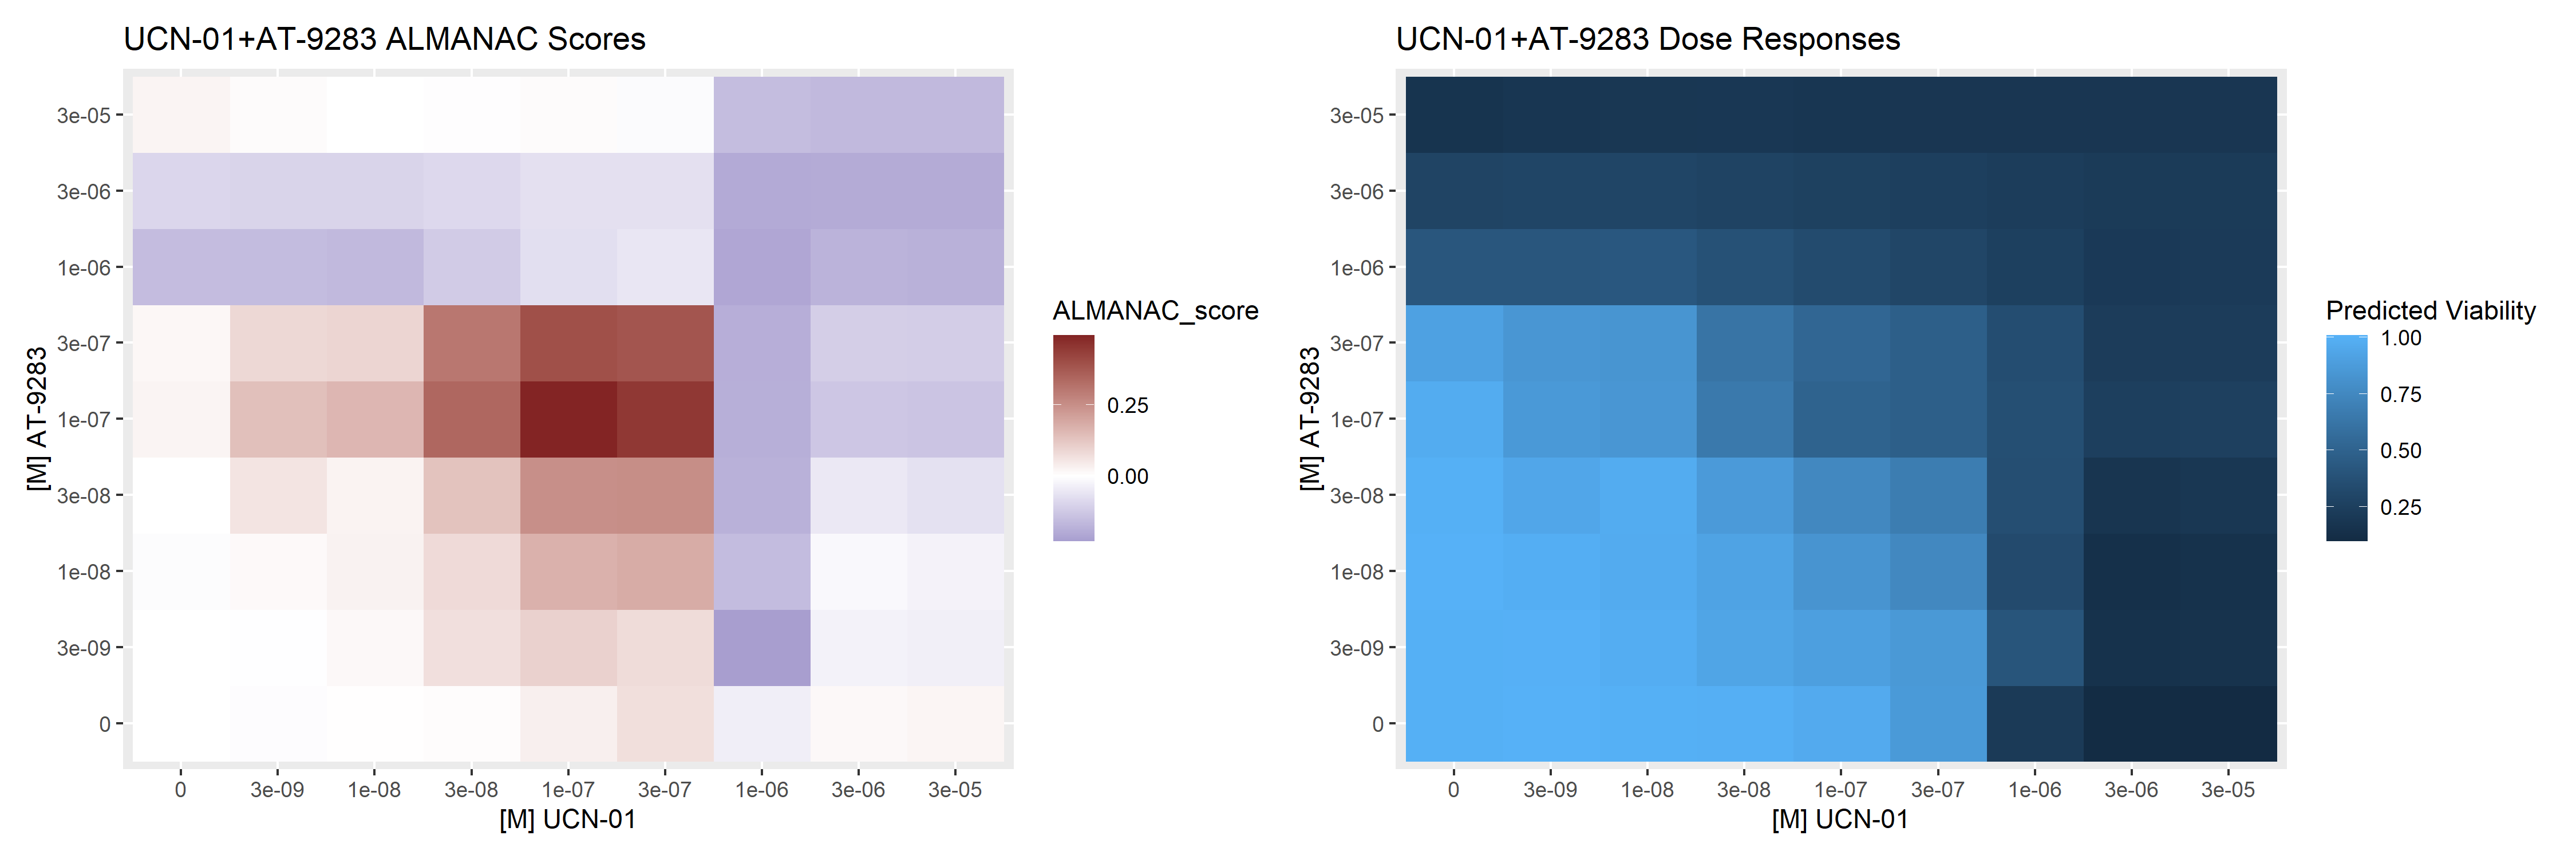 UCN-01+AT-9283 ALMANAC Scores
3e-05
3e-06
1e-06
3e-07
1e-07
3e-08
1e-08
3e-09
0
[M] AT-9283
0 3e-09 1e-08 3e-08 1e-07 3e-07 1e-06 3e-06 3e-05
[M] UCN-01
ALMANAC_score
0.25
0.00
UCN-01+AT-9283 Dose Responses
3e-05
3e-06
1e-06
3e-07
1e-07
3e-08
1e-08
3e-09
0
[M] AT-9283
0 3e-09 1e-08 3e-08 1e-07 3e-07 1e-06 3e-06 3e-05
[M] UCN-01
Predicted Viability
1.00
0.75
0.50
0.25